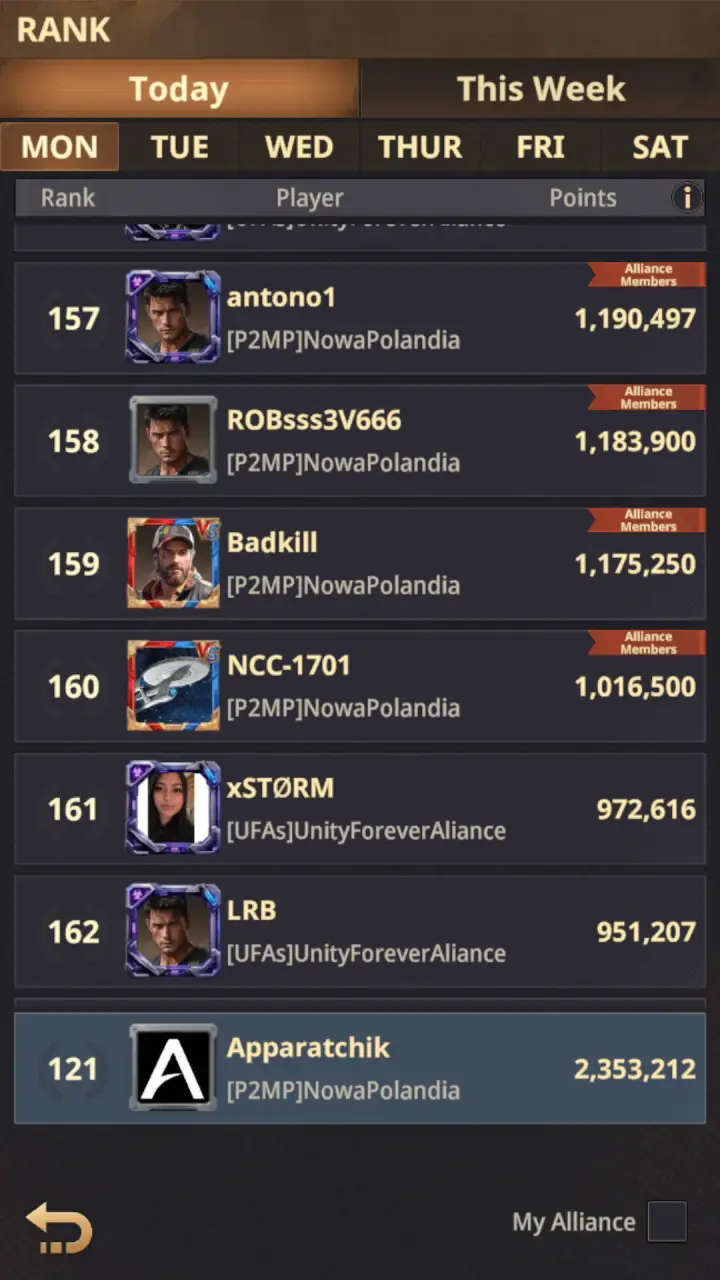 RANK
Today This Week
MON TUE WED THUR FRI SAT
Rank Player Points i
[UFAs]UnityForeverAliance
Alliance
Members
157 antono1 1,190,497
[P2MP]NowaPolandia
Alliance
Members
158 ROBsss3V666 1,183,900
[P2MP]NowaPolandia
Alliance
Members
159 Badkill 1,175,250
[P2MP]NowaPolandia
Alliance
Members
160 NCC-1701 1,016,500
[P2MP]NowaPolandia
161 xSTØRM 972,616
[UFAs]UnityForeverAliance
162 LRB 951,207
[UFAs]UnityForeverAliance
121 Apparatchik 2,353,212
[P2MP]NowaPolandia
My Alliance